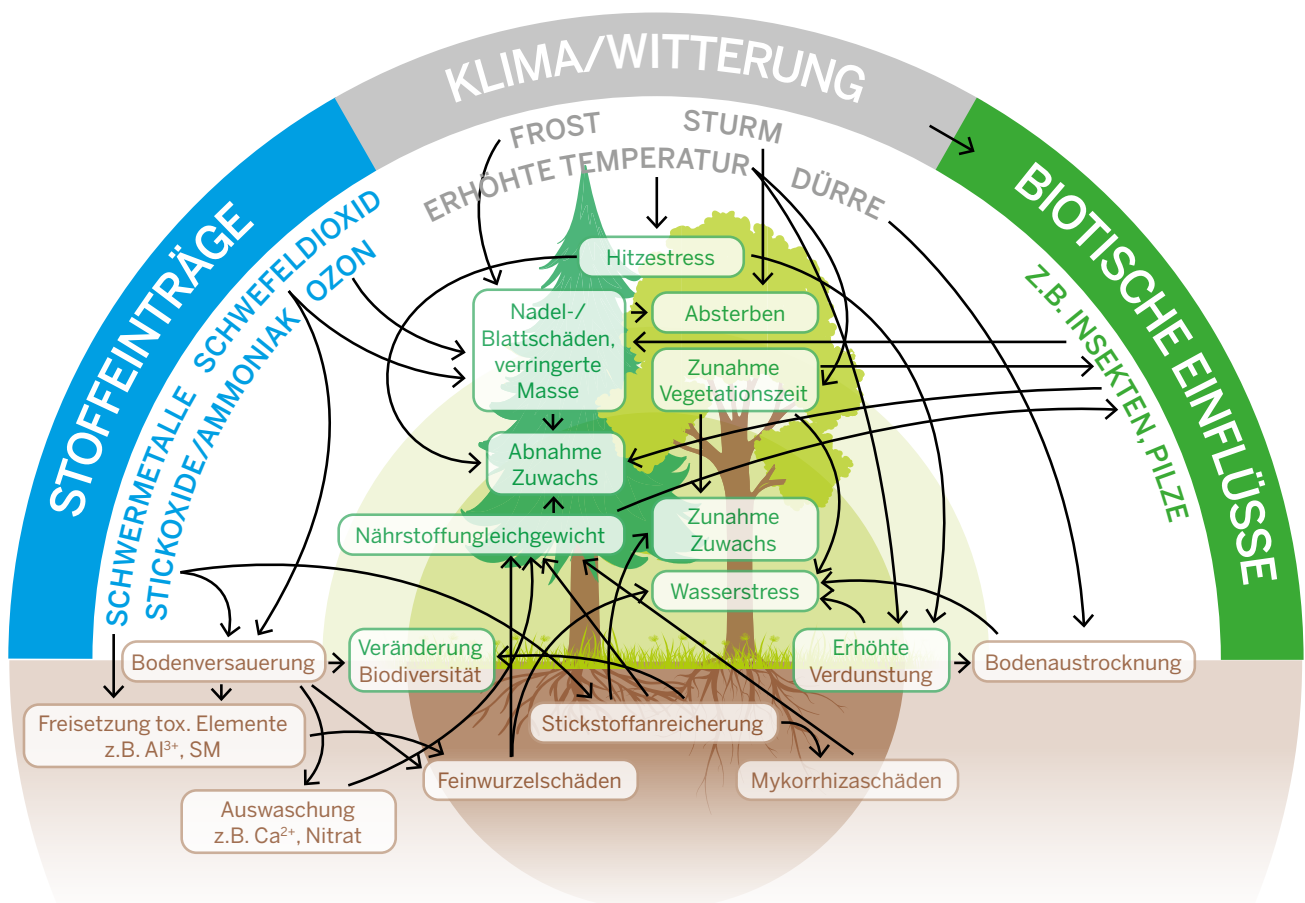 KLIMA/WITTERUNG
STOFFEINTRÄGE
BIOTISCHE EINFLÜSSE
FROST
STURM
ERHÖHTE TEMPERATUR
DÜRRE
SCHWERMETALLE
SCHWEFELDIOXID
STICKOXIDE/AMMONIAK
OZON
Z.B. INSEKTEN, PILZE
Hitzestress
Nadel-/
Blattschäden,
verringerte
Masse
Absterben
Zunahme
Vegetationszeit
Abnahme
Zuwachs
Nährstoffungleichgewicht
Zunahme
Zuwachs
Wasserstress
Bodenversauerung
Veränderung
Biodiversität
Erhöhte
Verdunstung
Bodenaustrocknung
Freisetzung tox. Elemente
z.B. Al³⁺, SM
Stickstoffanreicherung
Feinwurzelschäden
Mykorrhizaschäden
Auswaschung
z.B. Ca²⁺, Nitrat